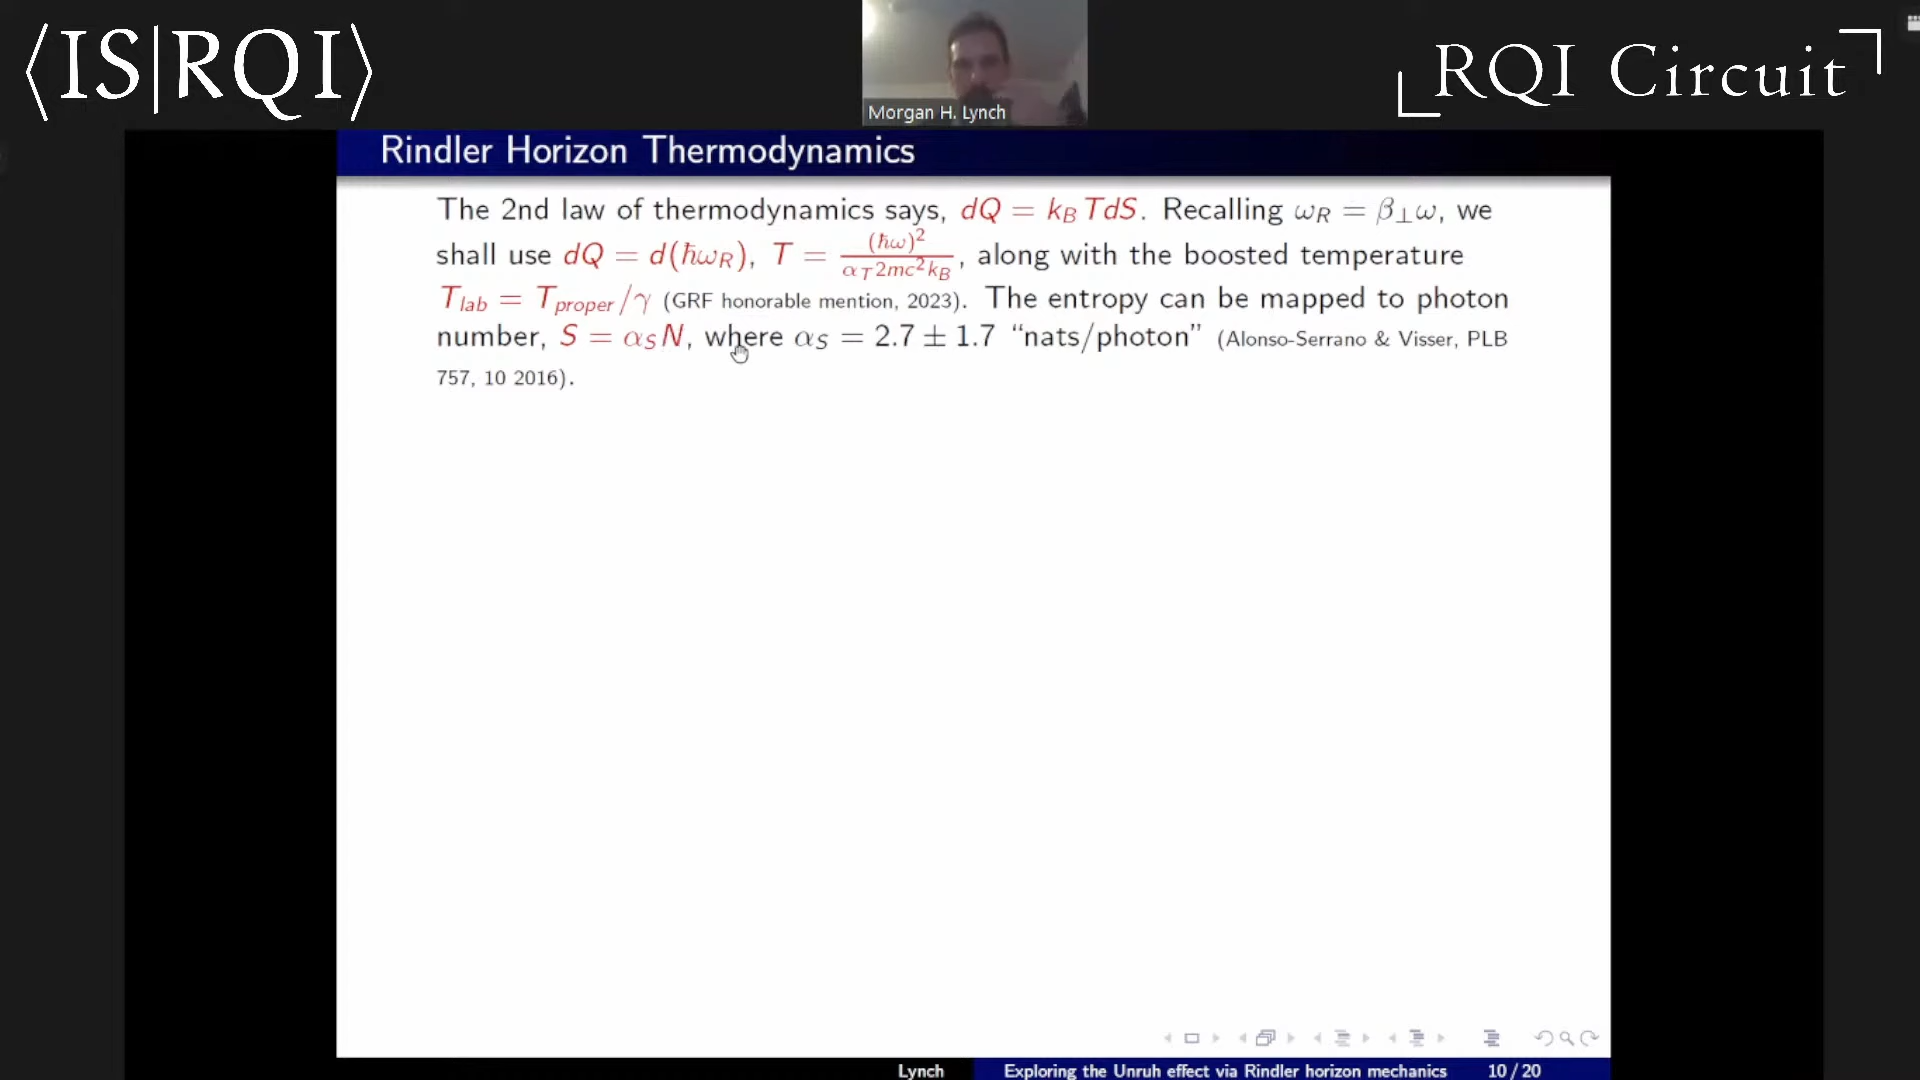 ⟨IS|RQI⟩
RQI Circuit
Morgan H. Lynch
Rindler Horizon Thermodynamics
The 2nd law of thermodynamics says, dQ = k_B TdS. Recalling ω_R = β_⊥ω, we
shall use dQ = d(ħω_R), T = (ħω)²/(α_T 2mc² k_B), along with the boosted temperature
T_lab = T_proper/γ (GRF honorable mention, 2023). The entropy can be mapped to photon
number, S = α_S N, where α_S = 2.7 ± 1.7 “nats/photon” (Alonso-Serrano & Visser, PLB
757, 10 2016).
Lynch
Exploring the Unruh effect via Rindler horizon mechanics
10 / 20